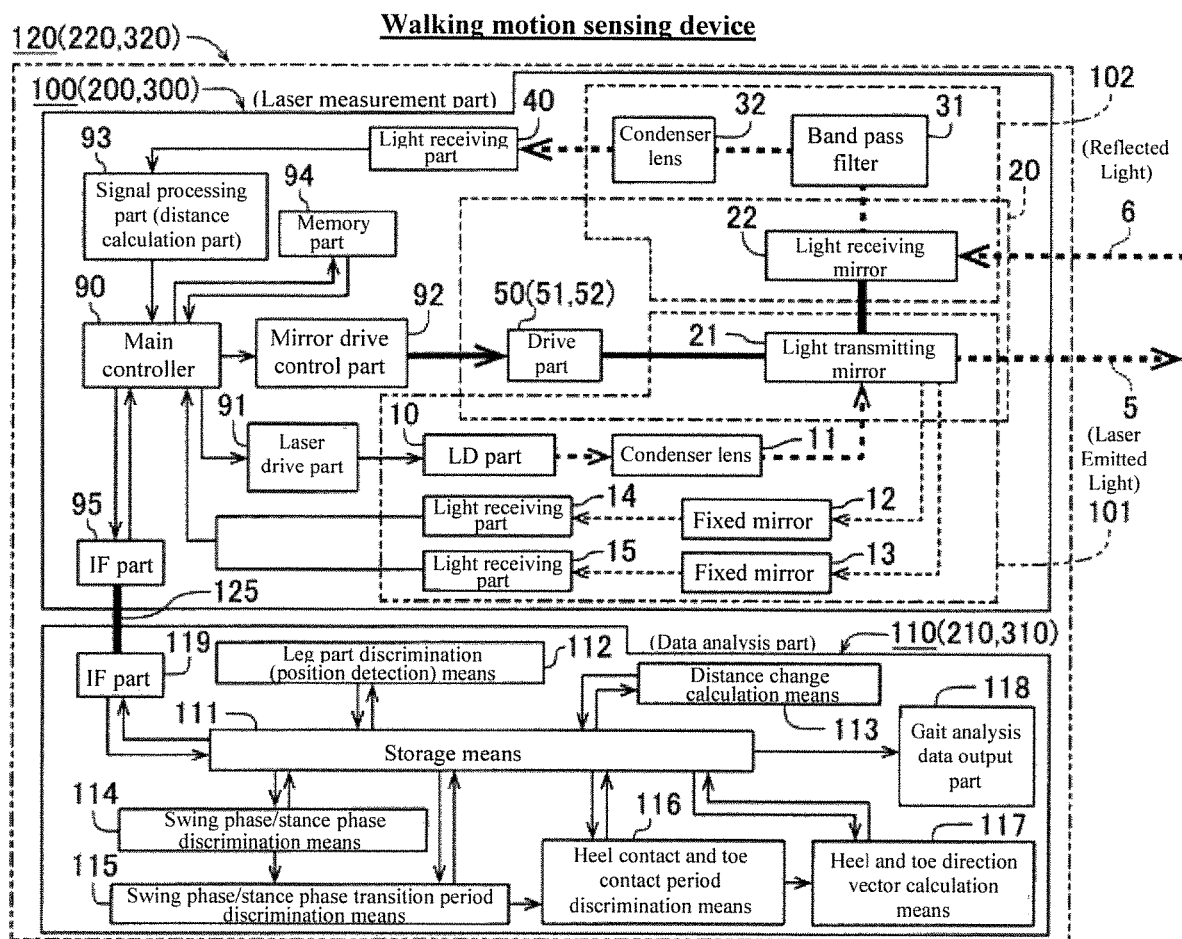 Walking motion sensing device
120(220,320)
100(200,300)
(Laser measurement part)
102
93
40
Light receiving
part
32
Condenser
lens
31
Band pass
filter
(Reflected
Light)
20
6
Signal processing
part (distance
calculation part)
94
Memory
part
22
Light receiving
mirror
90
Main
controller
92
Mirror drive
control part
50(51,52)
Drive
part
21
Light transmitting
mirror
5
(Laser
Emitted
Light)
101
91
Laser
drive part
10
LD part
11
Condenser lens
14
Light receiving
part
12
Fixed mirror
15
Light receiving
part
13
Fixed mirror
95
IF part
125
(Data analysis part)
110(210,310)
119
IF part
Leg part discrimination
(position detection) means
112
Distance change
calculation means
113
118
Gait analysis
data output
part
111
Storage means
114
Swing phase/stance phase
discrimination means
115
Swing phase/stance phase transition period
discrimination means
116
Heel contact and toe
contact period
discrimination means
117
Heel and toe direction
vector calculation
means